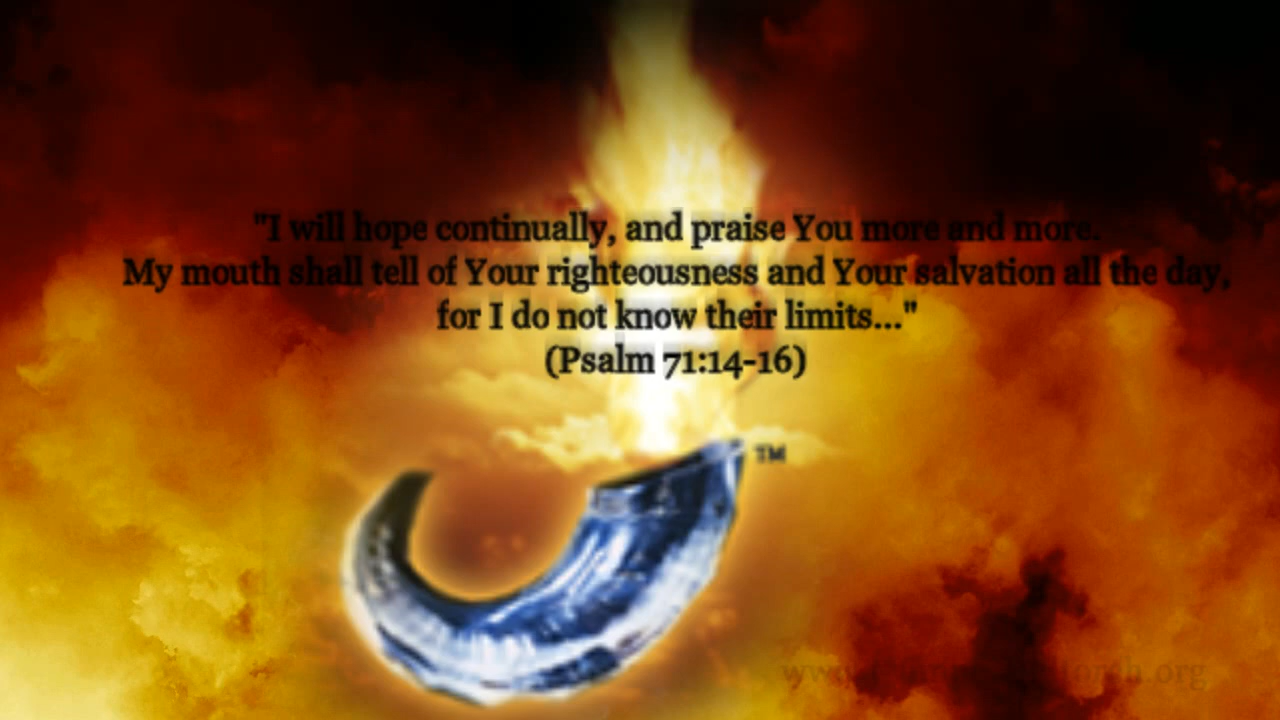 "I will hope continually, and praise You more and more.
My mouth shall tell of Your righteousness and Your salvation all the day,
for I do not know their limits..."
(Psalm 71:14-16)
TM